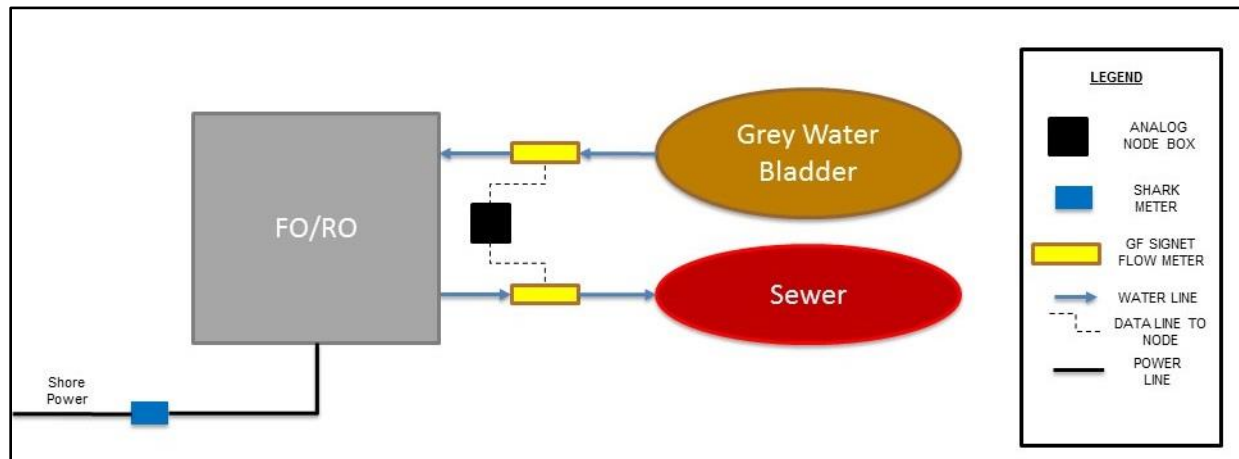 Grey Water
Bladder
FO/RO
Sewer
Shore
Power
LEGEND
ANALOG
NODE BOX
SHARK
METER
GF SIGNET
FLOW METER
WATER LINE
DATA LINE TO
NODE
POWER
LINE